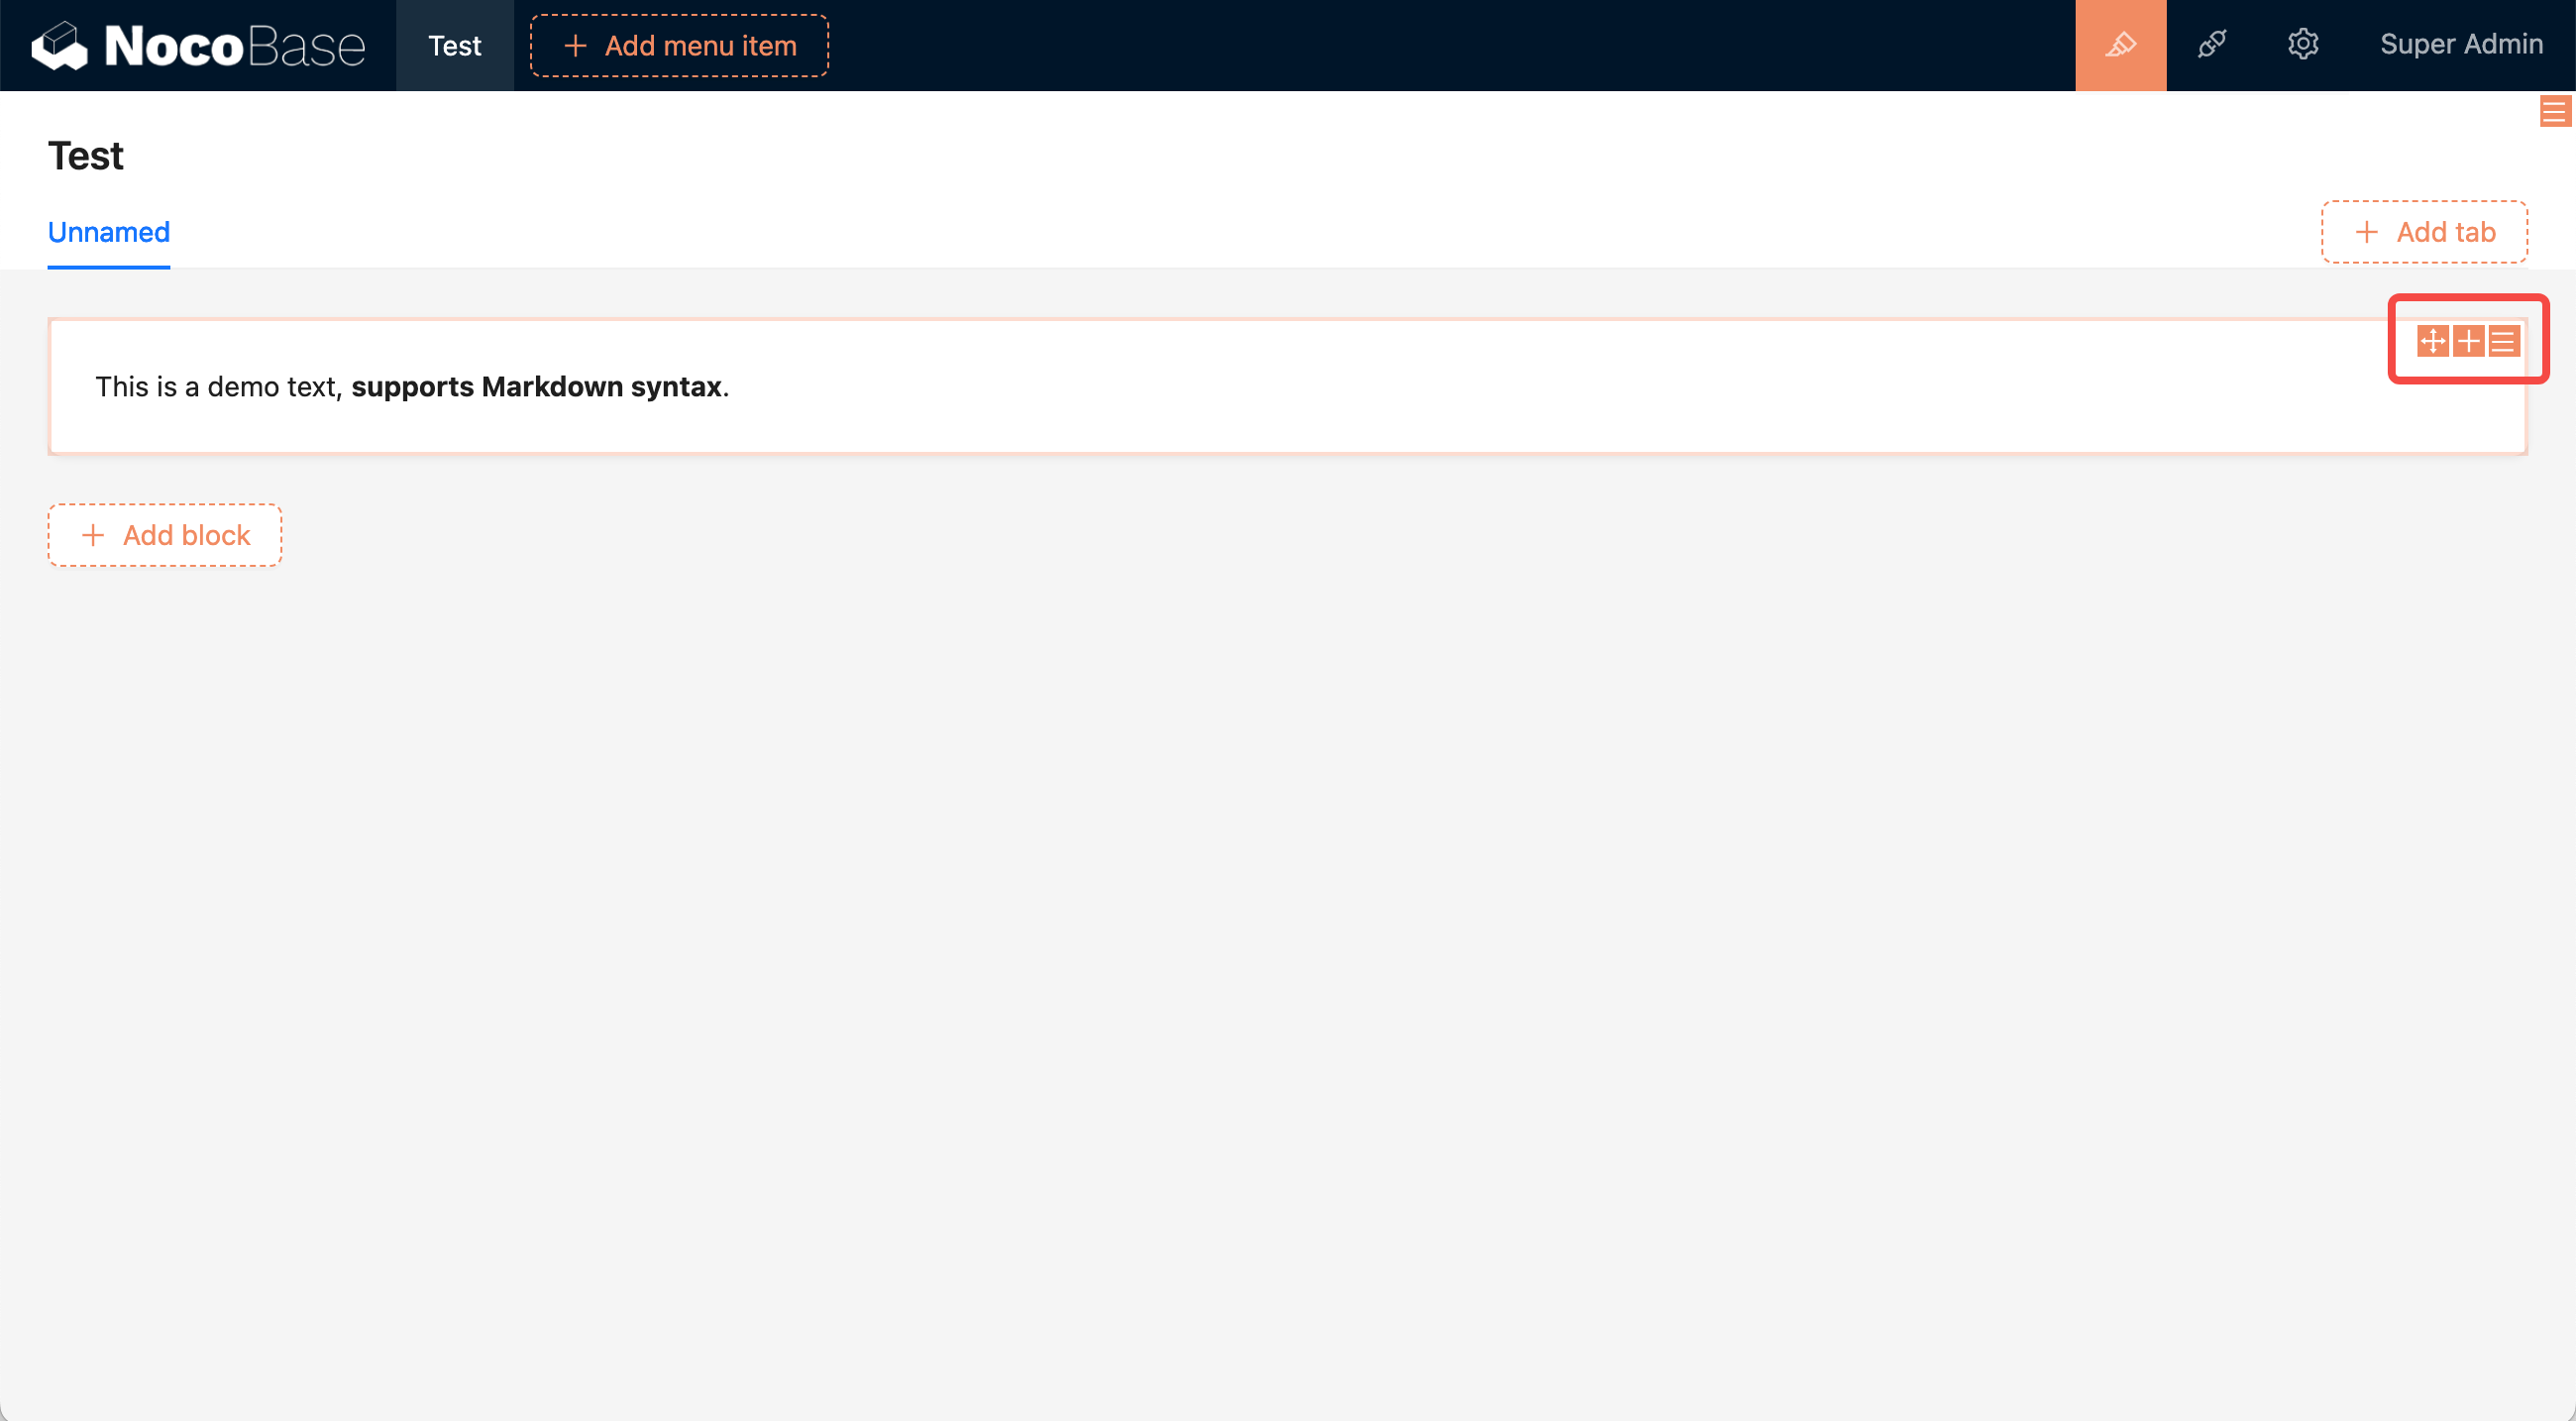 NocoBase Test + Add menu item Super Admin
Test
Unnamed + Add tab
This is a demo text, supports Markdown syntax.
+ Add block